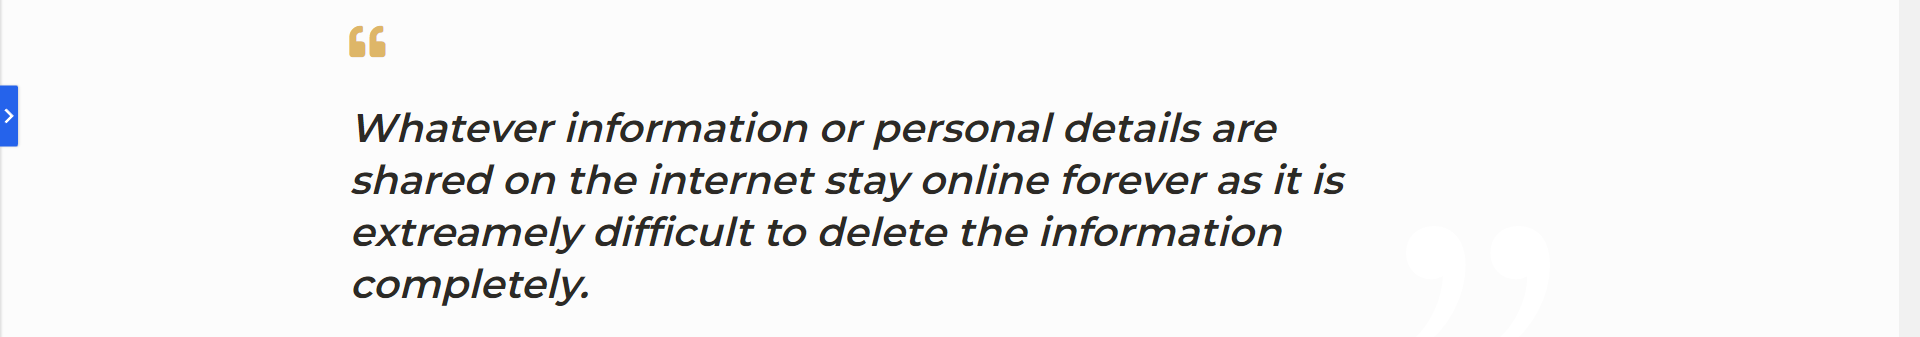 Whatever information or personal details are
shared on the internet stay online forever as it is
extreamely difficult to delete the information
completely.